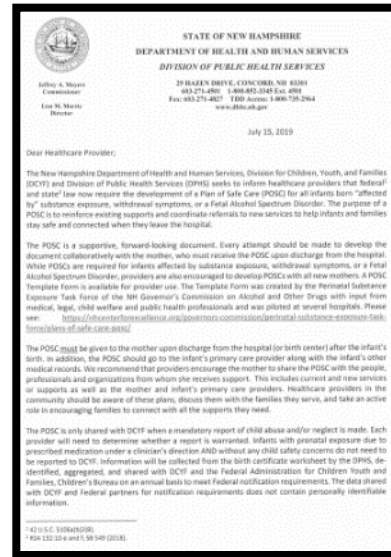 STATE OF NEW HAMPSHIRE
DEPARTMENT OF HEALTH AND HUMAN SERVICES
DIVISION OF PUBLIC HEALTH SERVICES
29 HAZEN DRIVE, CONCORD, NH 03301
603-271-4501 1-800-852-3345 Ext. 4501
Fax: 603-271-4827 TDD Access: 1-800-735-2964
www.dhhs.nh.gov
Jeffrey A. Meyers
Commissioner
Lisa M. Morris
Director
July 15, 2019
Dear Healthcare Provider;
The New Hampshire Department of Health and Human Services, Division for Children, Youth, and Families
(DCYF) and Division of Public Health Services (DPHS) seeks to inform healthcare providers that federal¹
and state² law now require the development of a Plan of Safe Care (POSC) for all infants born "affected
by" substance exposure, withdrawal symptoms, or a Fetal Alcohol Spectrum Disorder. The purpose of a
POSC is to reinforce existing supports and coordinate referrals to new services to help infants and families
stay safe and connected when they leave the hospital.
The POSC is a supportive, forward-looking document. Every attempt should be made to develop the
document collaboratively with the mother, who must receive the POSC upon discharge from the hospital.
While POSCs are required for infants affected by substance exposure, withdrawal symptoms, or a Fetal
Alcohol Spectrum Disorder, providers are also encouraged to develop POSCs with all new mothers. A POSC
Template Form is available for provider use. The Template Form was created by the Perinatal Substance
Exposure Task Force of the NH Governor's Commission on Alcohol and Other Drugs with input from
medical, legal, child welfare and public health professionals and was piloted at several hospitals. Please
see: https://nhcenterforexcellence.org/governors-commission/perinatal-substance-exposure-task-
force/plans-of-safe-care-posc/
The POSC must be given to the mother upon discharge from the hospital (or birth center) after the infant's
birth. In addition, the POSC should go to the infant's primary care provider along with the infant's other
medical records. We recommend that providers encourage the mother to share the POSC with the people,
professionals and organizations from whom she receives support. This includes current and new services
or supports as well as the mother and infant's primary care providers. Healthcare providers in the
community should be aware of these plans, discuss them with the families they serve, and take an active
role in encouraging families to connect with all the supports they need.
The POSC is only shared with DCYF when a mandatory report of child abuse and/or neglect is made. Each
provider will need to determine whether a report is warranted. Infants with prenatal exposure due to
prescribed medication under a clinician's direction AND without any child safety concerns do not need to
be reported to DCYF. Information will be collected from the birth certificate worksheet by the DPHS, de-
identified, aggregated, and shared with DCYF and the Federal Administration for Children Youth and
Families, Children's Bureau on an annual basis to meet Federal notification requirements. The data shared
with DCYF and Federal partners for notification requirements does not contain personally identifiable
information.
¹ 42 U.S.C. 5106a(b)(2)(B).
² RSA 132:10-e and f; SB 549 (2018).